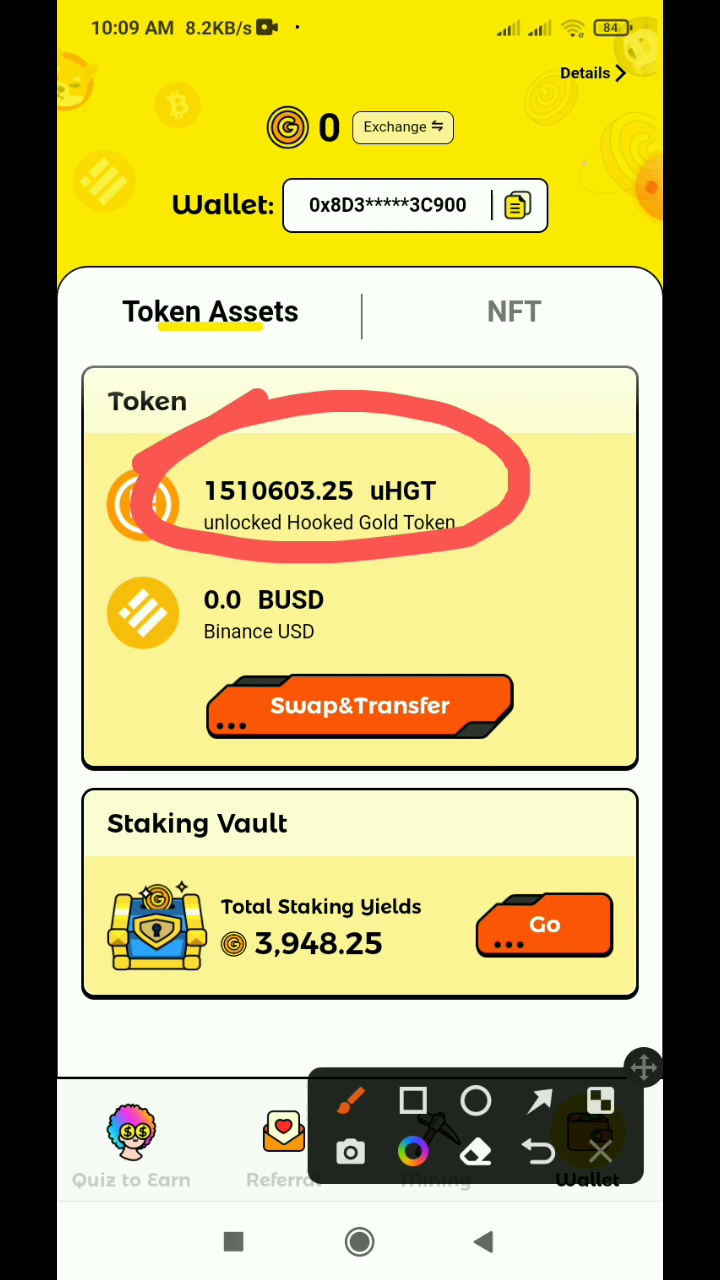 10:09 AM 8.2KB/s
84
Details
0 Exchange
Wallet: 0x8D3*****3C900
Token Assets
NFT
Token
1510603.25 uHGT
unlocked Hooked Gold Token
0.0 BUSD
Binance USD
Swap&Transfer
Staking Vault
Total Staking Yields
3,948.25
Go
Quiz to Earn
Referral
Mining
Wallet